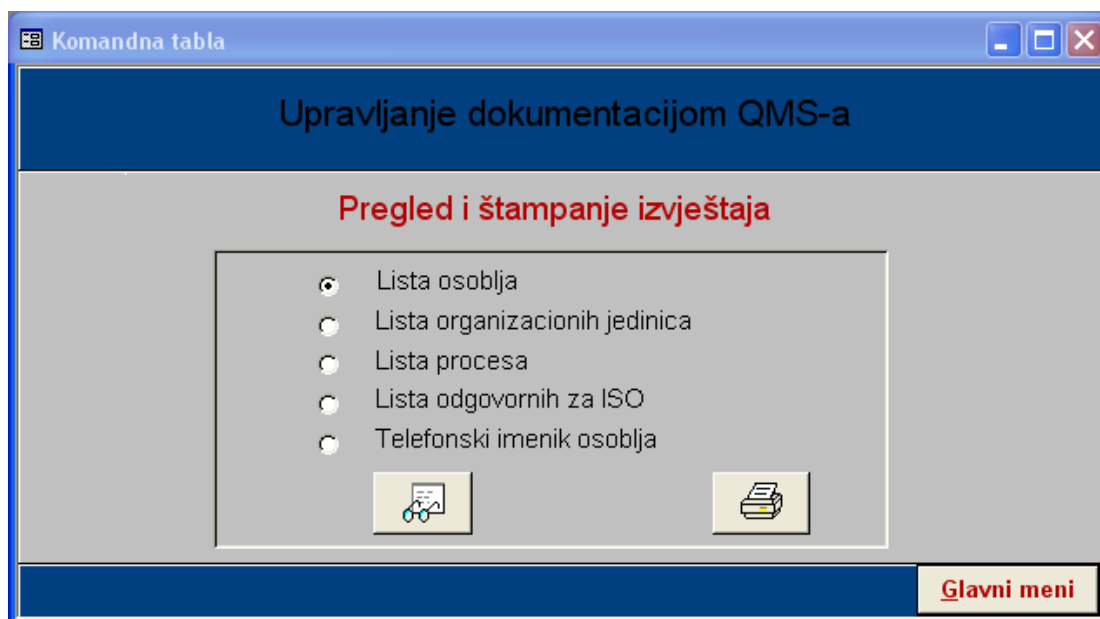 Komandna tabla
Upravljanje dokumentacijom QMS-a
Pregled i štampanje izvještaja
Lista osoblja
Lista organizacionih jedinica
Lista procesa
Lista odgovornih za ISO
Telefonski imenik osoblja
Glavni meni